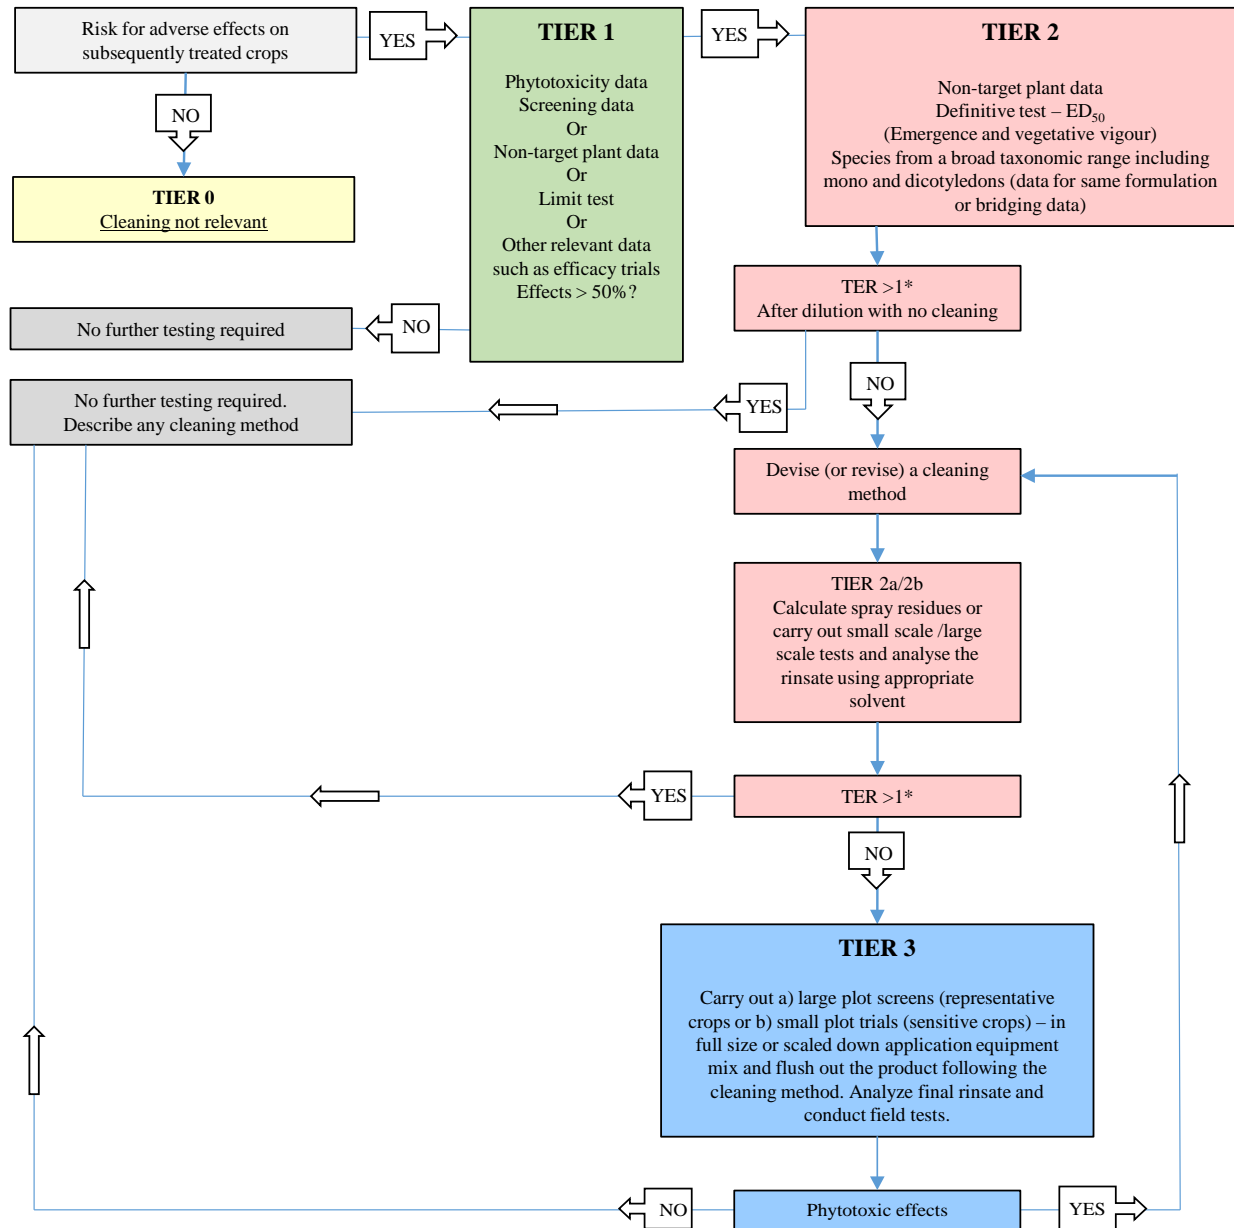 Risk for adverse effects on
subsequently treated crops
YES
TIER 1
Phytotoxicity data
Screening data
Or
Non-target plant data
Or
Limit test
Or
Other relevant data
such as efficacy trials
Effects > 50%?
YES
TIER 2
Non-target plant data
Definitive test – ED50
(Emergence and vegetative vigour)
Species from a broad taxonomic range including
mono and dicotyledons (data for same formulation
or bridging data)
NO
TIER 0
Cleaning not relevant
NO
No further testing required
TER >1*
After dilution with no cleaning
YES
No further testing required.
Describe any cleaning method
NO
Devise (or revise) a cleaning
method
TIER 2a/2b
Calculate spray residues or
carry out small scale /large
scale tests and analyse the
rinsate using appropriate
solvent
TER >1*
YES
NO
TIER 3
Carry out a) large plot screens (representative
crops or b) small plot trials (sensitive crops) – in
full size or scaled down application equipment
mix and flush out the product following the
cleaning method. Analyze final rinsate and
conduct field tests.
Phytotoxic effects
NO
YES